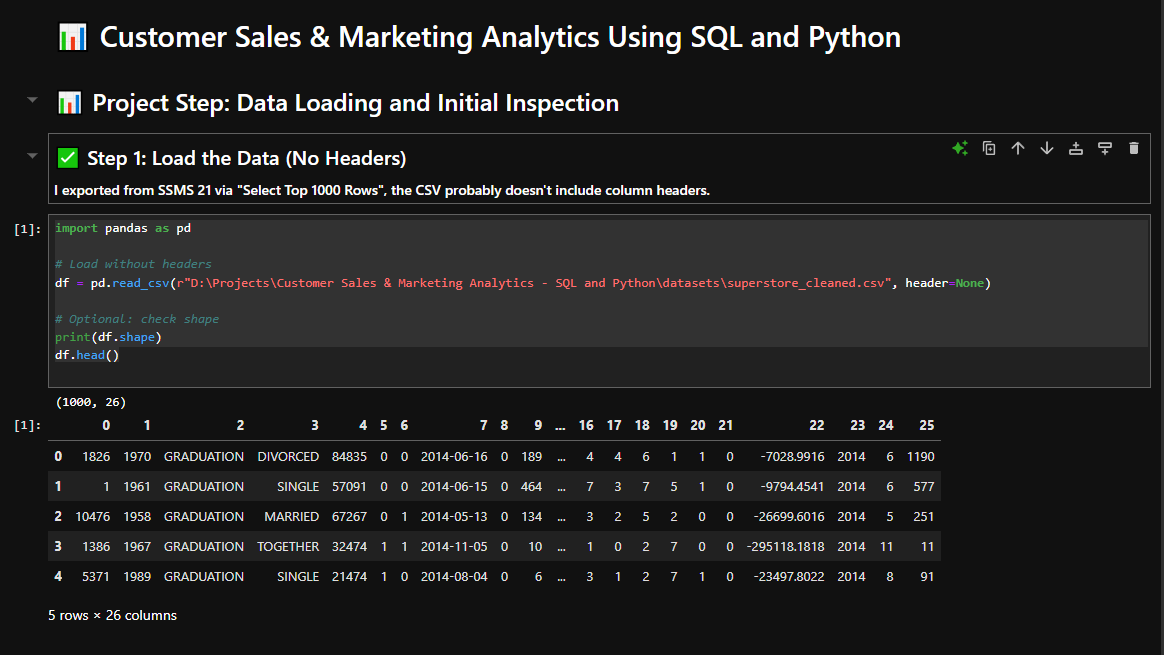 📊 Customer Sales & Marketing Analytics Using SQL and Python
📊 Project Step: Data Loading and Initial Inspection
✅ Step 1: Load the Data (No Headers)
I exported from SSMS 21 via "Select Top 1000 Rows", the CSV probably doesn't include column headers.
[1]: import pandas as pd
# Load without headers
df = pd.read_csv(r"D:\Projects\Customer Sales & Marketing Analytics - SQL and Python\datasets\superstore_cleaned.csv", header=None)
# Optional: check shape
print(df.shape)
df.head()
(1000, 26)
[1]: 0 1 2 3 4 5 6 7 8 9 ... 16 17 18 19 20 21 22 23 24 25
0 1826 1970 GRADUATION DIVORCED 84835 0 0 2014-06-16 0 189 ... 4 4 6 1 1 0 -7028.9916 2014 6 1190
1 1 1961 GRADUATION SINGLE 57091 0 0 2014-06-15 0 464 ... 7 3 7 5 1 0 -9794.4541 2014 6 577
2 10476 1958 GRADUATION MARRIED 67267 0 1 2014-05-13 0 134 ... 3 2 5 2 0 0 -26699.6016 2014 5 251
3 1386 1967 GRADUATION TOGETHER 32474 1 1 2014-11-05 0 10 ... 1 0 2 7 0 0 -295118.1818 2014 11 11
4 5371 1989 GRADUATION SINGLE 21474 1 0 2014-08-04 0 6 ... 3 1 2 7 1 0 -23497.8022 2014 8 91
5 rows × 26 columns